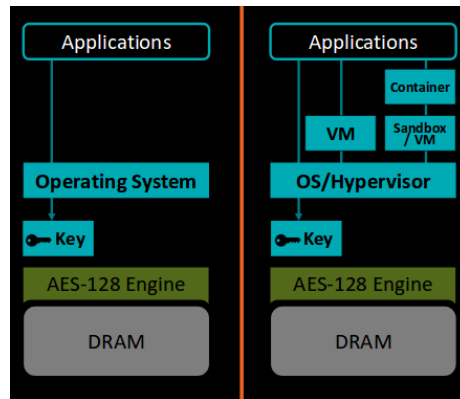 Applications
Operating System
Key
AES-128 Engine
DRAM
Applications
Container
VM
Sandbox
/ VM
OS/Hypervisor
Key
AES-128 Engine
DRAM